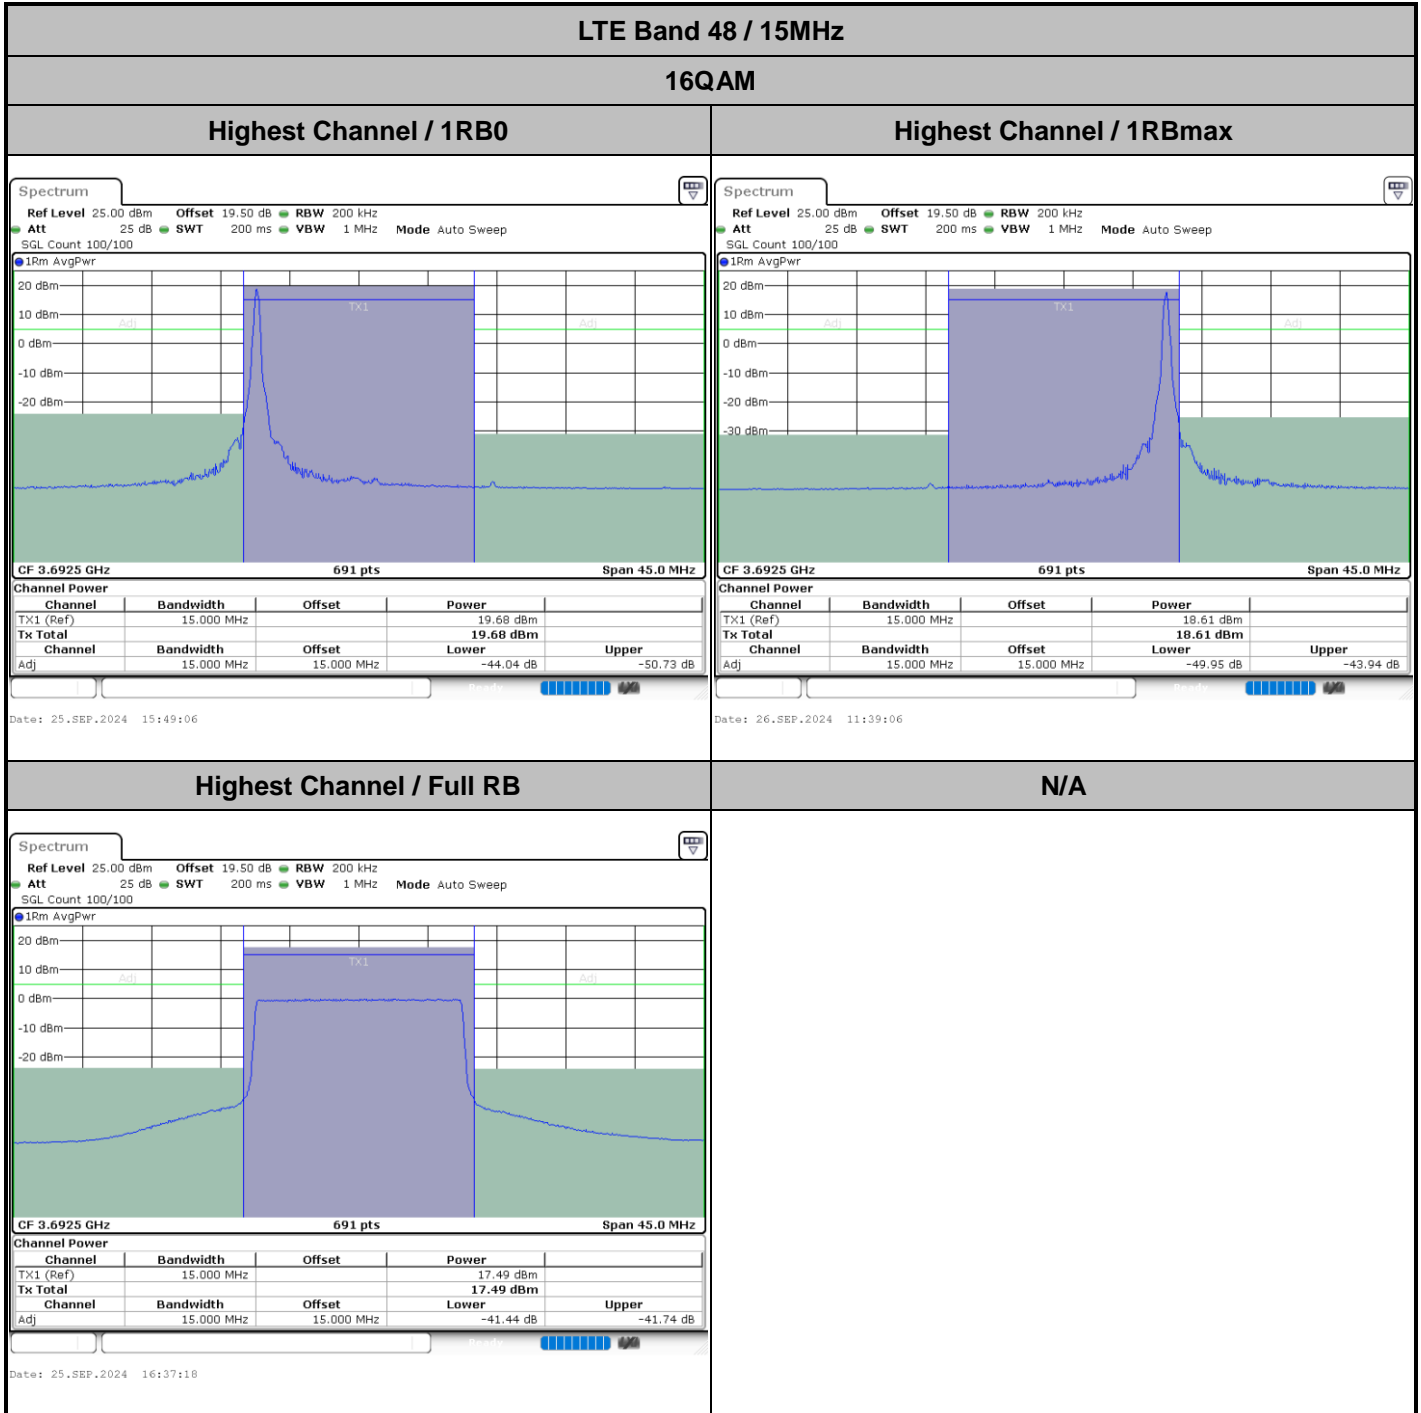 LTE Band 48 / 15MHz
16QAM
Highest Channel / 1RB0
Highest Channel / 1RBmax
Spectrum
Ref Level 25.00 dBm Offset 19.50 dB RBW 200 kHz
Att 25 dB SWT 200 ms VBW 1 MHz Mode Auto Sweep
SGL Count 100/100
1Rm AvgPwr
20 dBm
10 dBm
0 dBm
-10 dBm
-20 dBm
Adj
TX1
Adj
CF 3.6925 GHz 691 pts Span 45.0 MHz
Channel Power
Channel Bandwidth Offset Power
TX1 (Ref) 15.000 MHz 19.68 dBm
Tx Total 19.68 dBm
Channel Bandwidth Offset Lower Upper
Adj 15.000 MHz 15.000 MHz -44.04 dB -50.73 dB
Ready
Date: 25.SEP.2024 15:49:06
Spectrum
Ref Level 25.00 dBm Offset 19.50 dB RBW 200 kHz
Att 25 dB SWT 200 ms VBW 1 MHz Mode Auto Sweep
SGL Count 100/100
1Rm AvgPwr
20 dBm
10 dBm
0 dBm
-10 dBm
-20 dBm
-30 dBm
Adj
TX1
Adj
CF 3.6925 GHz 691 pts Span 45.0 MHz
Channel Power
Channel Bandwidth Offset Power
TX1 (Ref) 15.000 MHz 18.61 dBm
Tx Total 18.61 dBm
Channel Bandwidth Offset Lower Upper
Adj 15.000 MHz 15.000 MHz -49.95 dB -43.94 dB
Ready
Date: 26.SEP.2024 11:39:06
Highest Channel / Full RB
N/A
Spectrum
Ref Level 25.00 dBm Offset 19.50 dB RBW 200 kHz
Att 25 dB SWT 200 ms VBW 1 MHz Mode Auto Sweep
SGL Count 100/100
1Rm AvgPwr
20 dBm
10 dBm
0 dBm
-10 dBm
-20 dBm
Adj
TX1
Adj
CF 3.6925 GHz 691 pts Span 45.0 MHz
Channel Power
Channel Bandwidth Offset Power
TX1 (Ref) 15.000 MHz 17.49 dBm
Tx Total 17.49 dBm
Channel Bandwidth Offset Lower Upper
Adj 15.000 MHz 15.000 MHz -41.44 dB -41.74 dB
Ready
Date: 25.SEP.2024 16:37:18